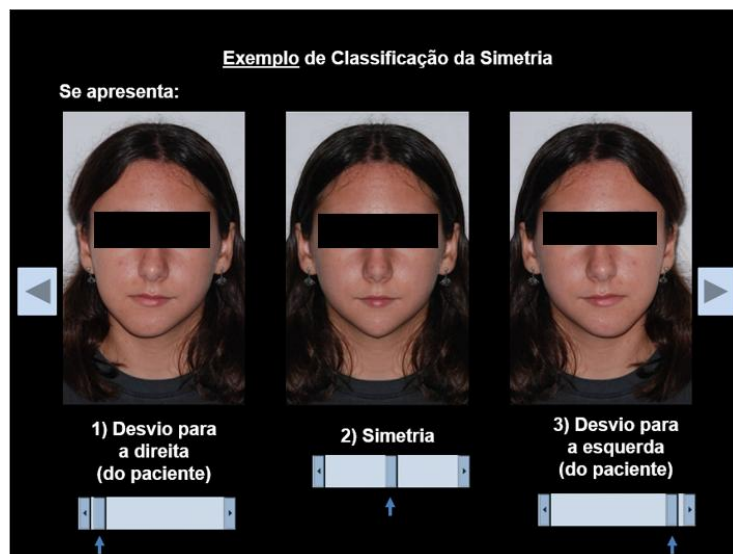 Exemplo de Classificação da Simetria
Se apresenta:
1) Desvio para
a direita
(do paciente)
2) Simetria
3) Desvio para
a esquerda
(do paciente)